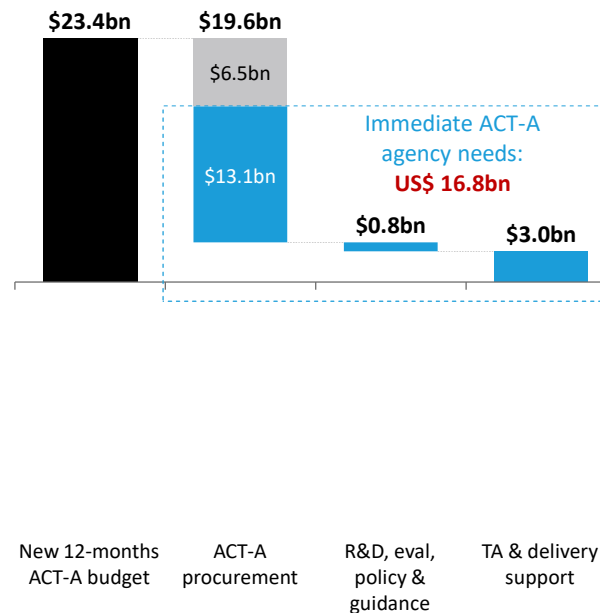 $23.4bn
$19.6bn
$6.5bn
Immediate ACT-A
agency needs:
US$ 16.8bn
$13.1bn
$0.8bn
$3.0bn
New 12-months
ACT-A budget
ACT-A
procurement
R&D, eval,
policy &
guidance
TA & delivery
support